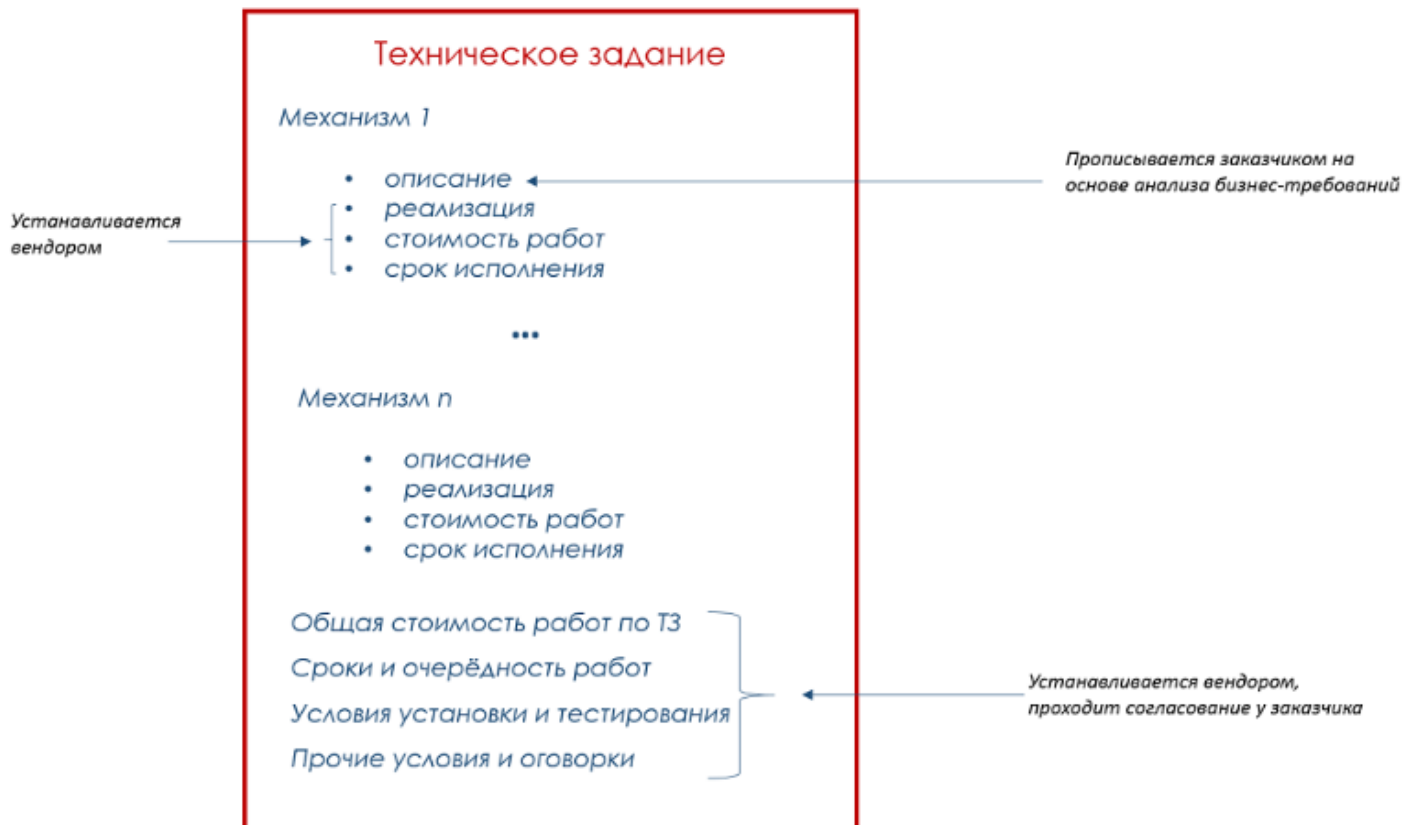 Техническое задание
Механизм 1
• описание
• реализация
• стоимость работ
• срок исполнения
Прописывается заказчиком на
основе анализа бизнес-требований
Устанавливается
вендором
...
Механизм n
• описание
• реализация
• стоимость работ
• срок исполнения
Общая стоимость работ по ТЗ
Сроки и очерёдность работ
Условия установки и тестирования
Прочие условия и оговорки
Устанавливается вендором,
проходит согласование у заказчика